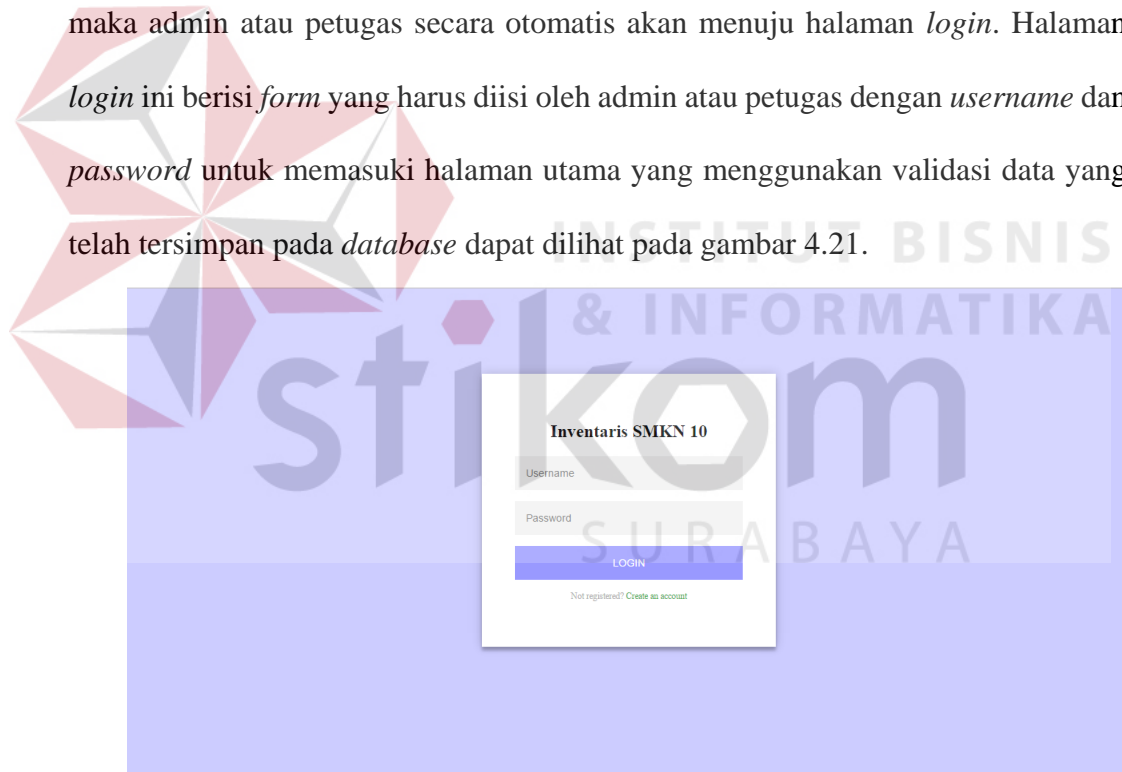 maka admin atau petugas secara otomatis akan menuju halaman login. Halaman
login ini berisi form yang harus diisi oleh admin atau petugas dengan username dan
password untuk memasuki halaman utama yang menggunakan validasi data yang
telah tersimpan pada database dapat dilihat pada gambar 4.21.
INSTITUT BISNIS
& INFORMATIKA
stikom
SURABAYA
Inventaris SMKN 10
Username
Password
LOGIN
Not registered? Create an account